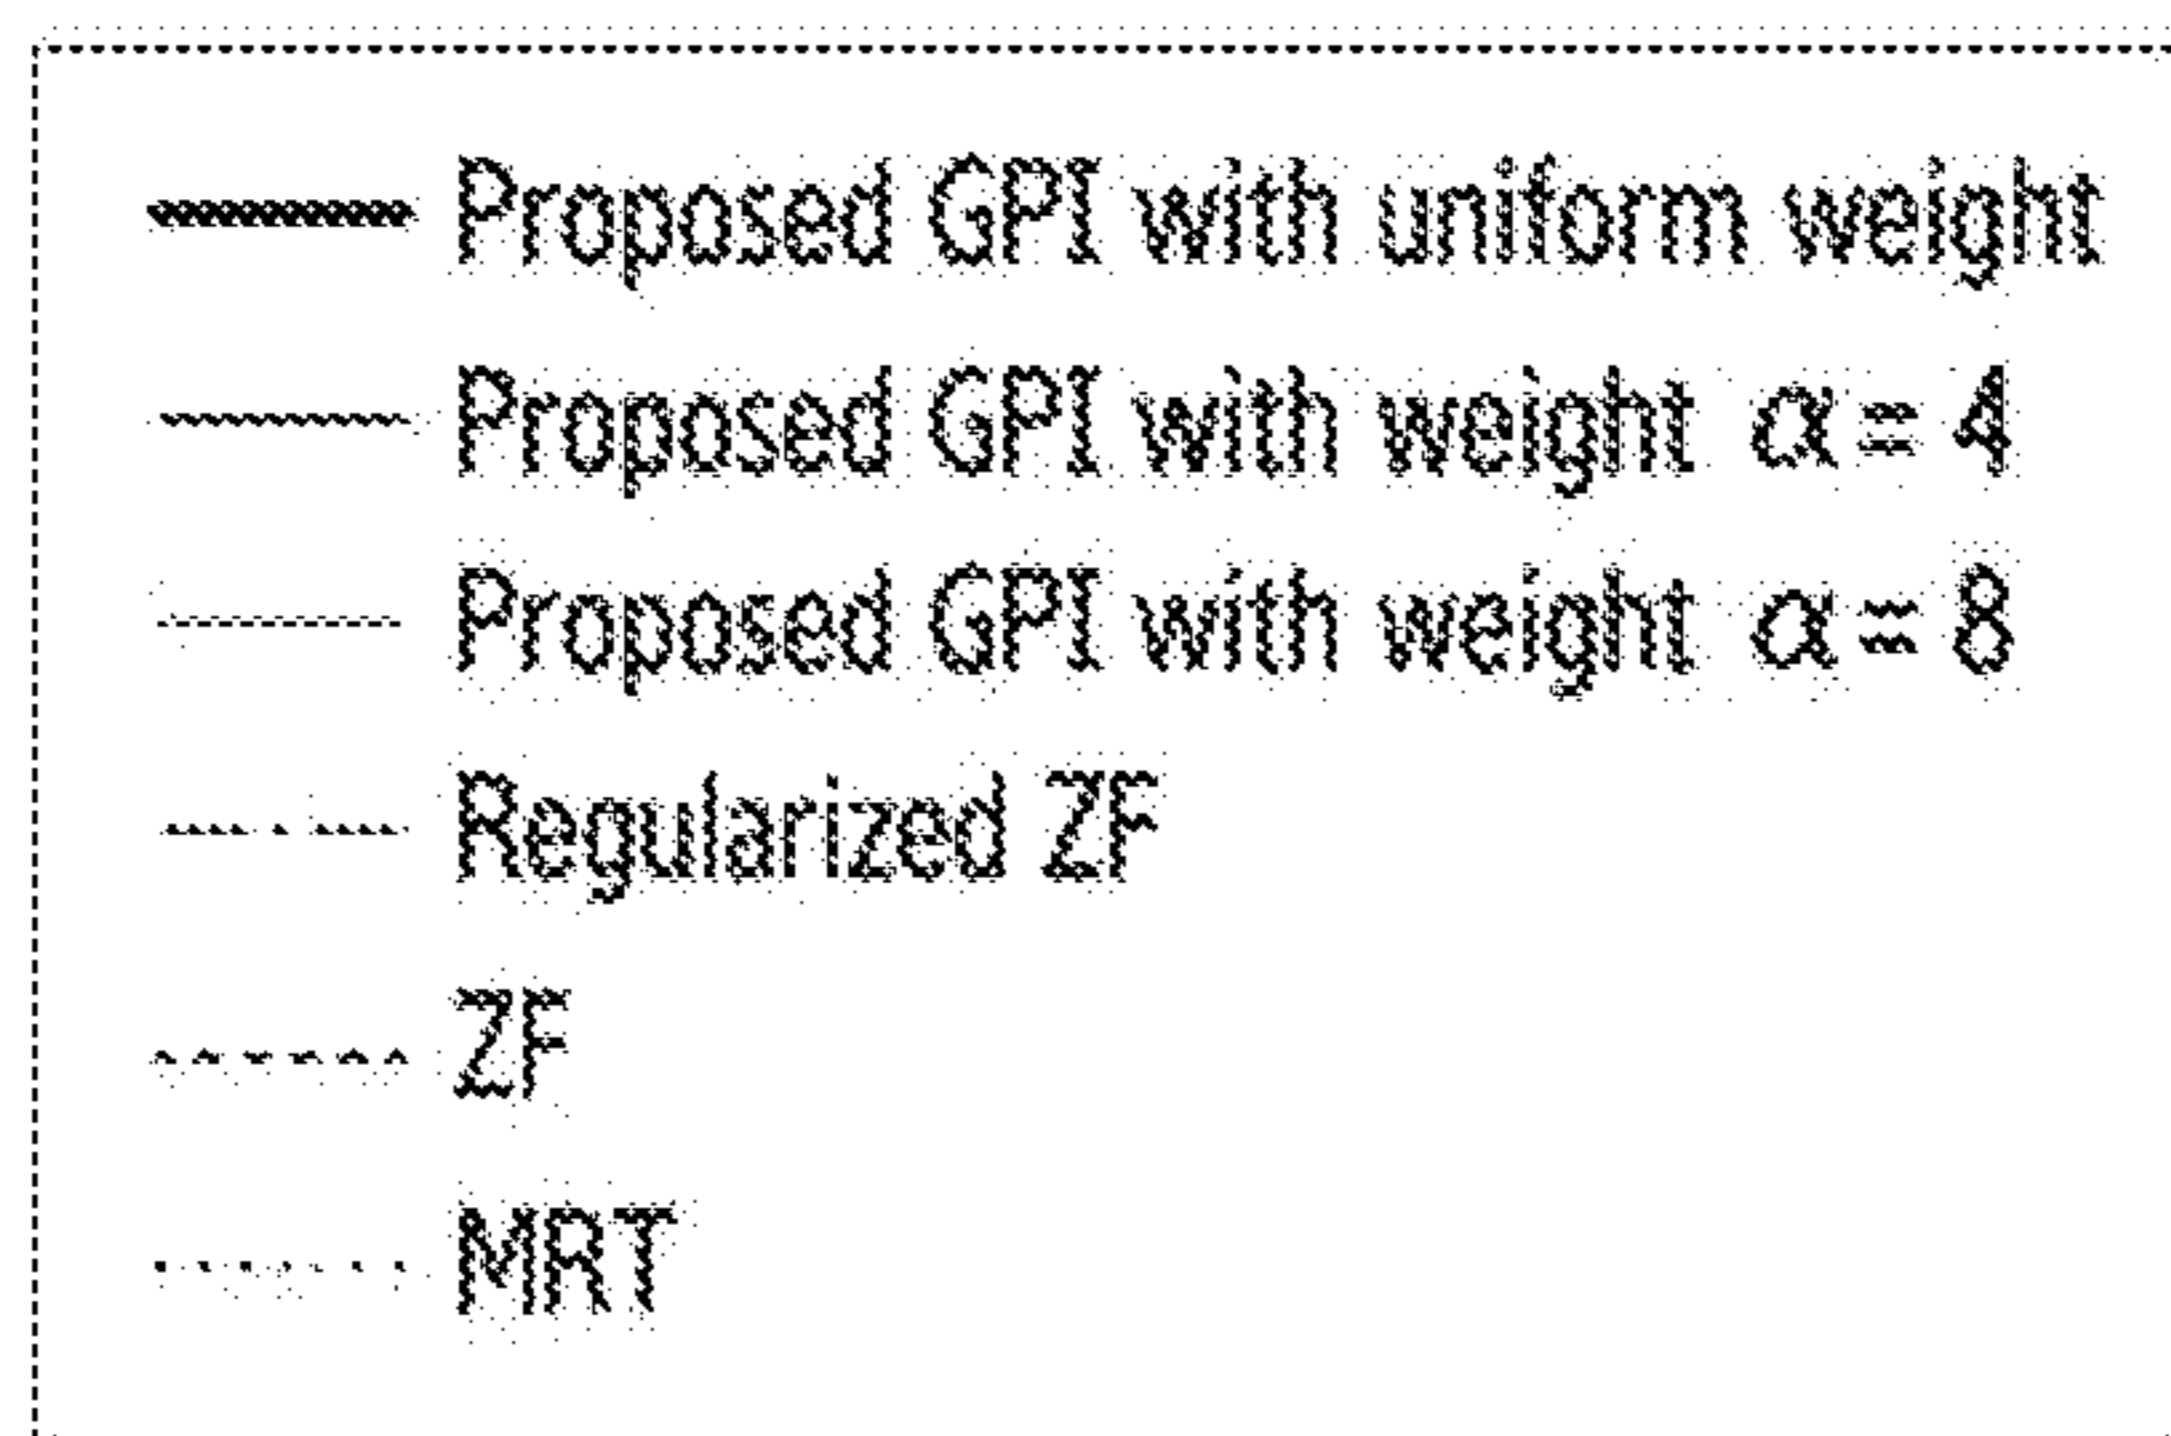 Proposed GPI with uniform weight
Proposed GPI with weight α = 4
Proposed GPI with weight α = 8
Regularized ZF
ZF
MRT